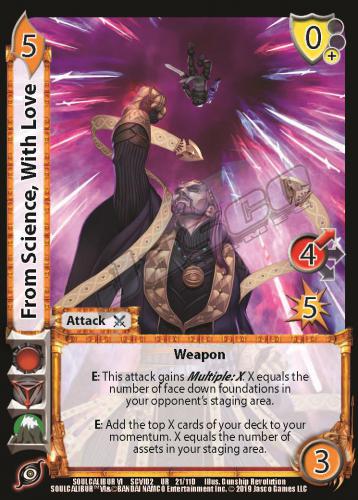 5
0
+
From Science, With Love
4
5
Attack
Weapon
E: This attack gains Multiple: X. X equals the
number of face down foundations in
your opponent's staging area.
E: Add the top X cards of your deck to your
momentum. X equals the number of
assets in your staging area.
3
SOULCALIBUR VI SCVI02 UR 21/110 Illus. Gunship Revolution
SOULCALIBUR™VI&©BANDAI NAMCO Entertainment Inc. © 2019 Jasco Games LLC